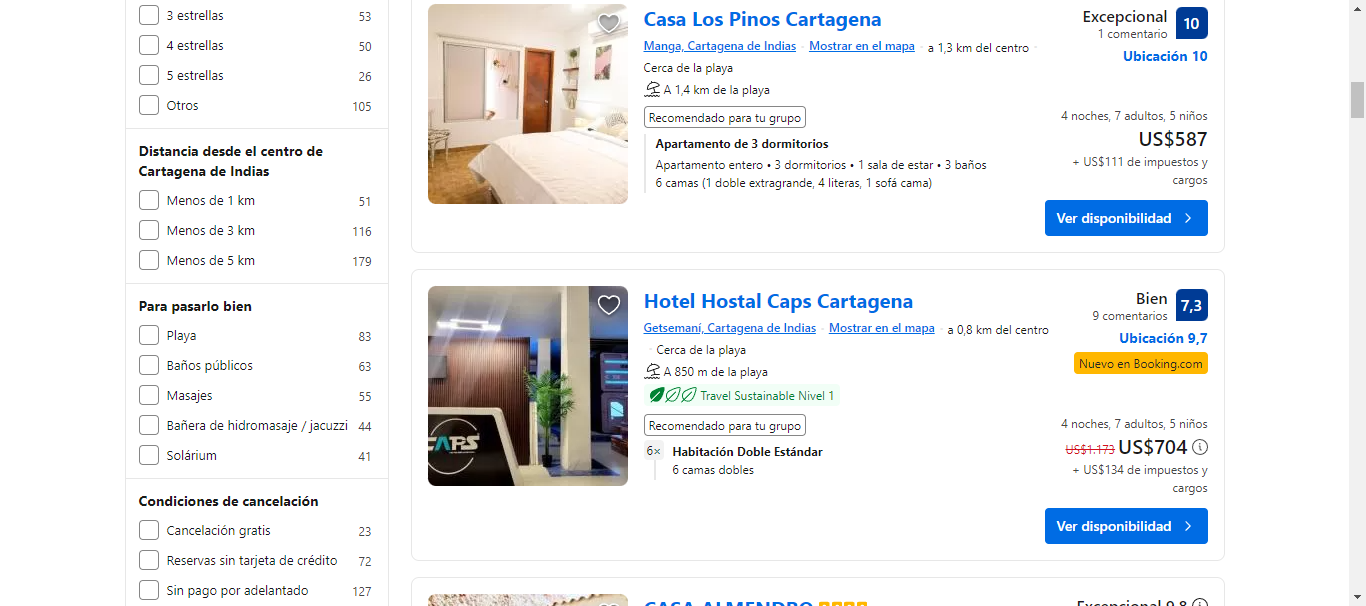 3 estrellas 53
4 estrellas 50
5 estrellas 26
Otros 105
Distancia desde el centro de
Cartagena de Indias
Menos de 1 km 51
Menos de 3 km 116
Menos de 5 km 179
Para pasarlo bien
Playa 83
Baños públicos 63
Masajes 55
Bañera de hidromasaje / jacuzzi 44
Solárium 41
Condiciones de cancelación
Cancelación gratis 23
Reservas sin tarjeta de crédito 72
Sin pago por adelantado 127
Casa Los Pinos Cartagena
Manga, Cartagena de Indias · Mostrar en el mapa · a 1,3 km del centro ·
Cerca de la playa
A 1,4 km de la playa
Recomendado para tu grupo
Apartamento de 3 dormitorios
Apartamento entero • 3 dormitorios • 1 sala de estar • 3 baños
6 camas (1 doble extragrande, 4 literas, 1 sofá cama)
Excepcional 10
1 comentario
Ubicación 10
4 noches, 7 adultos, 5 niños
US$587
+ US$111 de impuestos y
cargos
Ver disponibilidad
CAPS
Hotel Hostal Caps Cartagena
Getsemaní, Cartagena de Indias · Mostrar en el mapa · a 0,8 km del centro
· Cerca de la playa
A 850 m de la playa
Travel Sustainable Nivel 1
Recomendado para tu grupo
6× Habitación Doble Estándar
6 camas dobles
Bien 7,3
9 comentarios
Ubicación 9,7
Nuevo en Booking.com
4 noches, 7 adultos, 5 niños
US$1.173 US$704
+ US$134 de impuestos y
cargos
Ver disponibilidad
CASA ALMENDRO
Excepcional 9,8